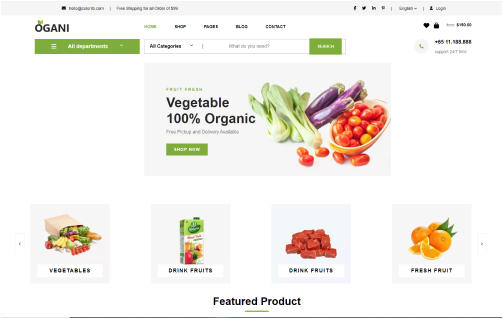 hello@colorlib.com | Free Shipping for all Order of $99
English | Login
OGANI
HOME SHOP PAGES BLOG CONTACT
item: $150.00
All departments
All Categories | What do you need? SEARCH
+65 11.188.888
support 24/7 time
FRUIT FRESH
Vegetable
100% Organic
Free Pickup and Delivery Available
SHOP NOW
VEGETABLES
DRINK FRUITS
DRINK FRUITS
FRESH FRUIT
Featured Product